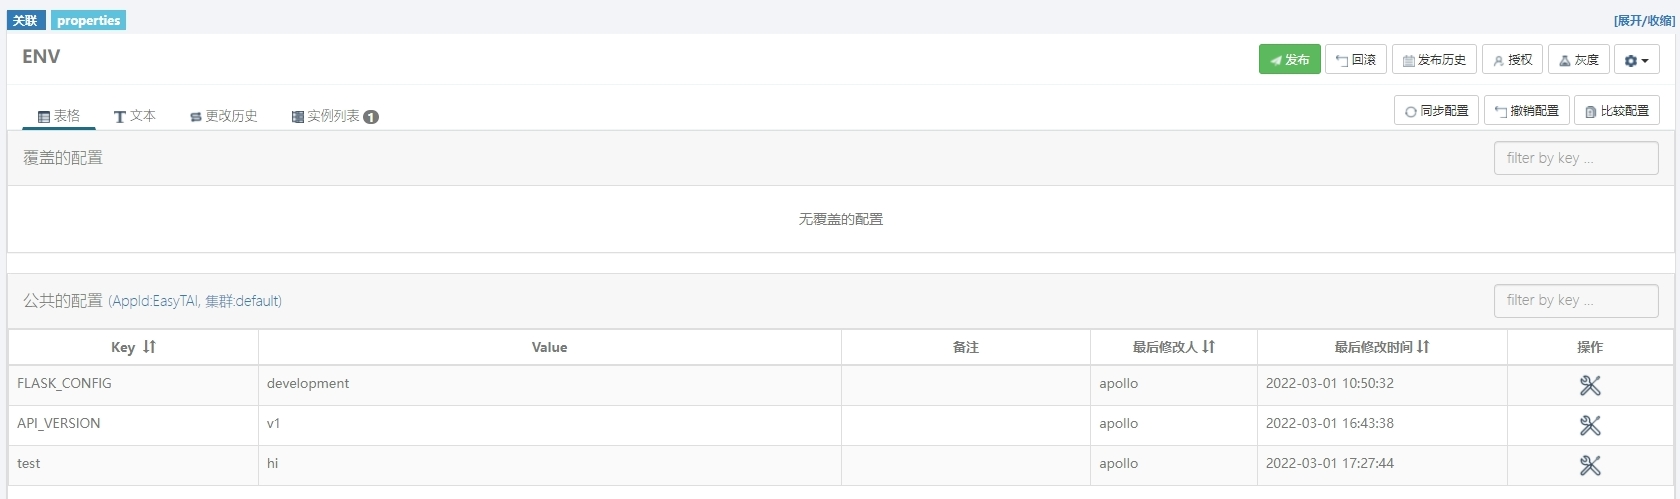 关联 properties [展开/收缩]
ENV 发布 回滚 发布历史 授权 灰度
表格 文本 更改历史 实例列表 1 同步配置 撤销配置 比较配置
覆盖的配置 filter by key ...
无覆盖的配置
公共的配置 (AppId:EasyTAI, 集群:default) filter by key ...
Key Value 备注 最后修改人 最后修改时间 操作
FLASK_CONFIG development apollo 2022-03-01 10:50:32
API_VERSION v1 apollo 2022-03-01 16:43:38
test hi apollo 2022-03-01 17:27:44